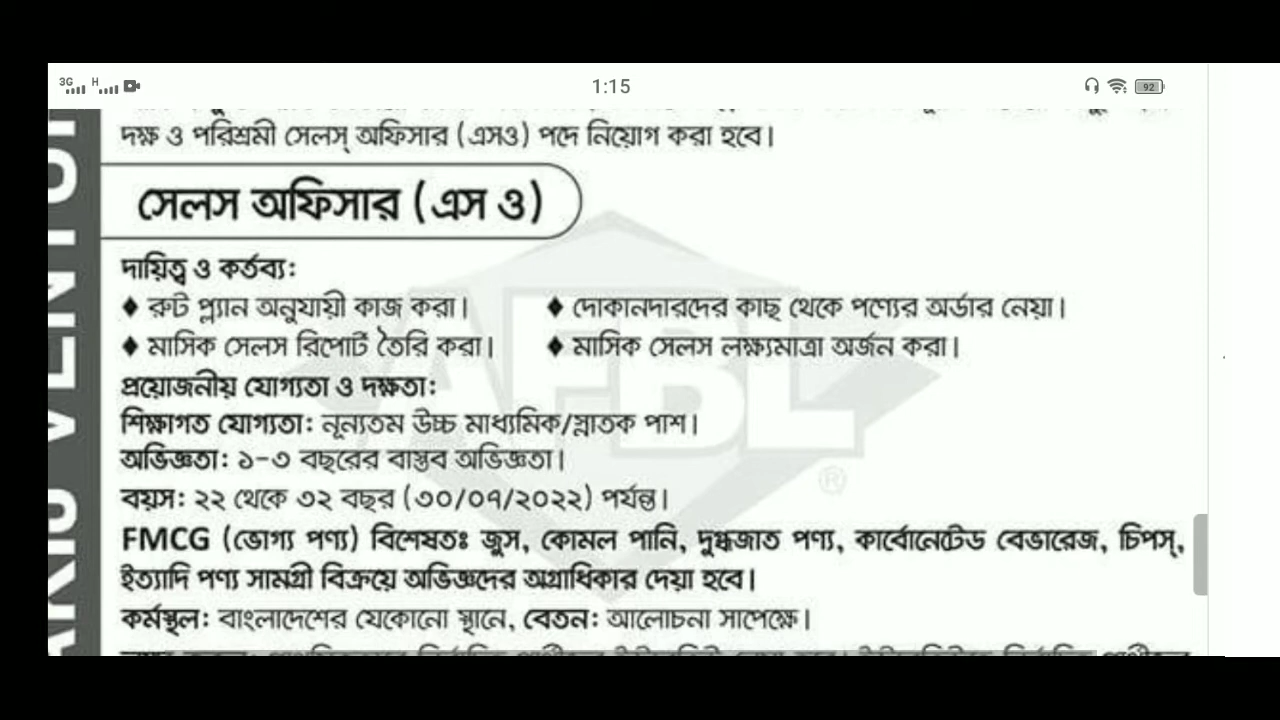 3G H 1:15 92
দক্ষ ও পরিশ্রমী সেলস্ অফিসার (এসও) পদে নিয়োগ করা হবে।
সেলস অফিসার (এস ও)
দায়িত্ব ও কর্তব্য:
♦ রুট প্ল্যান অনুযায়ী কাজ করা। ♦ দোকানদারদের কাছ থেকে পণ্যের অর্ডার নেয়া।
♦ মাসিক সেলস রিপোর্ট তৈরি করা। ♦ মাসিক সেলস লক্ষ্যমাত্রা অর্জন করা।
প্রয়োজনীয় যোগ্যতা ও দক্ষতা:
শিক্ষাগত যোগ্যতা: নূন্যতম উচ্চ মাধ্যমিক/স্নাতক পাশ।
অভিজ্ঞতা: ১-৩ বছরের বাস্তব অভিজ্ঞতা।
বয়স: ২২ থেকে ৩২ বছর (৩০/০৭/২০২২) পর্যন্ত।
FMCG (ভোগ্য পণ্য) বিশেষতঃ জুস, কোমল পানি, দুগ্ধজাত পণ্য, কার্বোনেটেড বেভারেজ, চিপস্,
ইত্যাদি পণ্য সামগ্রী বিক্রয়ে অভিজ্ঞদের অগ্রাধিকার দেয়া হবে।
কর্মস্থল: বাংলাদেশের যেকোনো স্থানে, বেতন: আলোচনা সাপেক্ষে।
AFBL
®